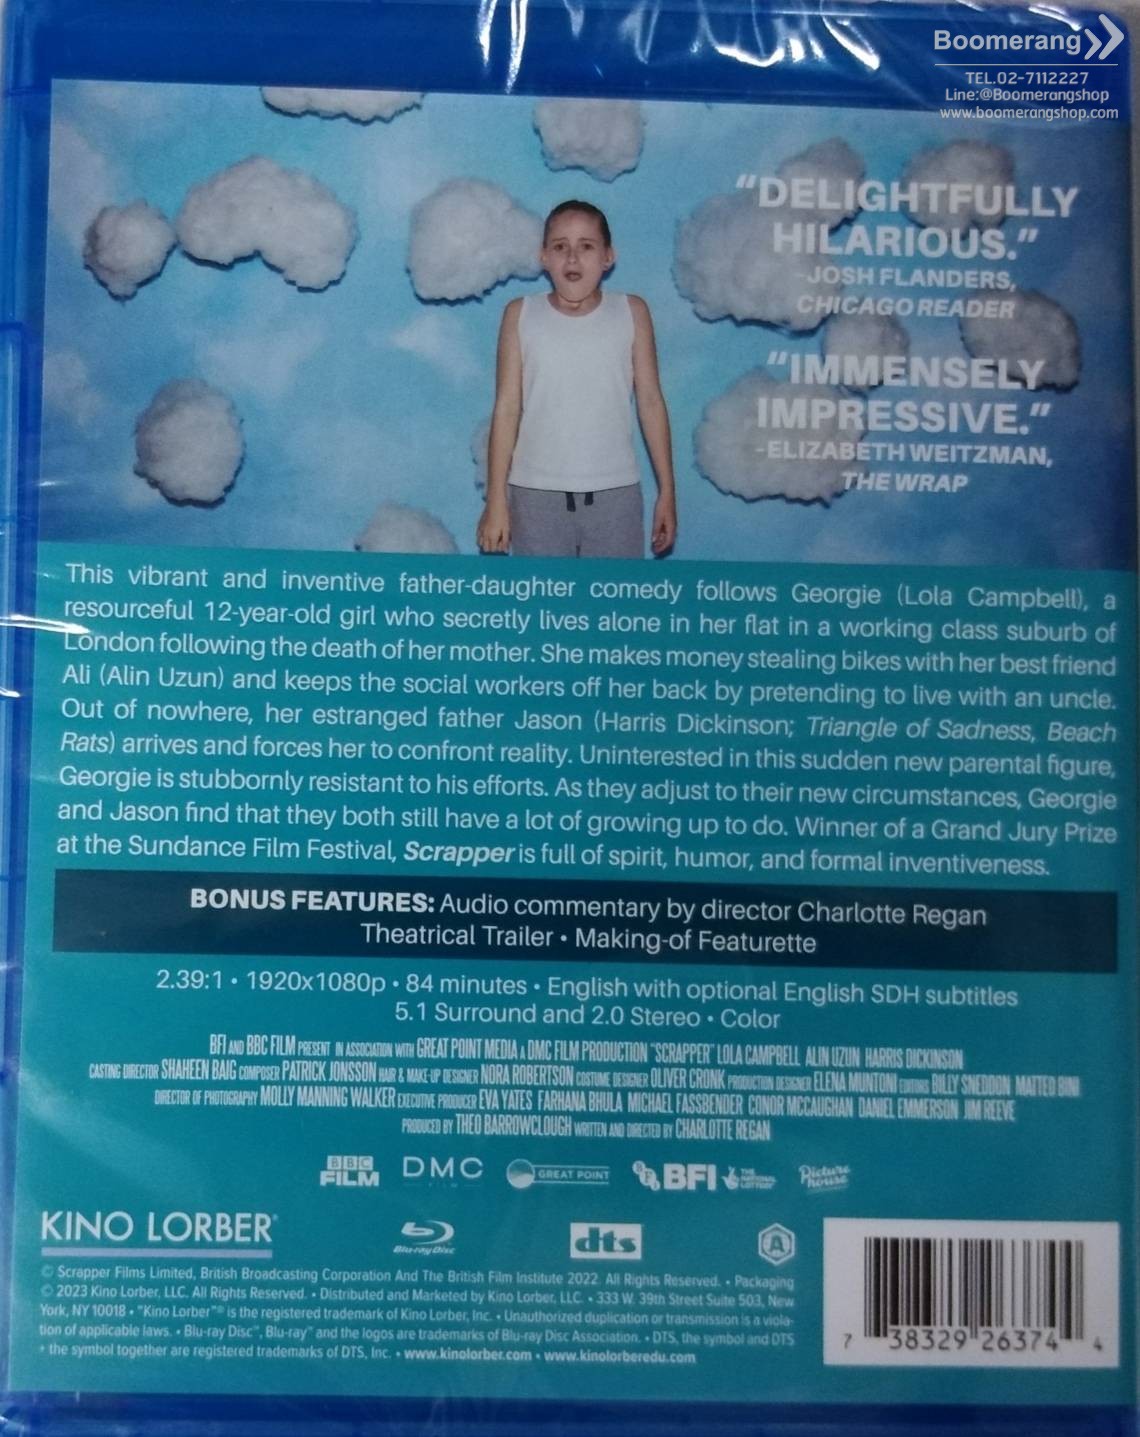 Boomerang
TEL.02-7112227
Line:@Boomerangshop
www.boomerangshop.com
“DELIGHTFULLY
HILARIOUS.”
-JOSH FLANDERS,
CHICAGO READER
“IMMENSELY
IMPRESSIVE.”
-ELIZABETH WEITZMAN,
THE WRAP
This vibrant and inventive father-daughter comedy follows Georgie (Lola Campbell), a
resourceful 12-year-old girl who secretly lives alone in her flat in a working class suburb of
London following the death of her mother. She makes money stealing bikes with her best friend
Ali (Alin Uzun) and keeps the social workers off her back by pretending to live with an uncle.
Out of nowhere, her estranged father Jason (Harris Dickinson; Triangle of Sadness, Beach
Rats) arrives and forces her to confront reality. Uninterested in this sudden new parental figure,
Georgie is stubbornly resistant to his efforts. As they adjust to their new circumstances, Georgie
and Jason find that they both still have a lot of growing up to do. Winner of a Grand Jury Prize
at the Sundance Film Festival, Scrapper is full of spirit, humor, and formal inventiveness.
BONUS FEATURES: Audio commentary by director Charlotte Regan
Theatrical Trailer • Making-of Featurette
2.39:1 • 1920x1080p • 84 minutes • English with optional English SDH subtitles
5.1 Surround and 2.0 Stereo • Color
BFI AND BBC FILM PRESENT IN ASSOCIATION WITH GREAT POINT MEDIA A DMC FILM PRODUCTION "SCRAPPER" LOLA CAMPBELL ALIN UZUN HARRIS DICKINSON
CASTING DIRECTOR SHAHEEN BAIG COMPOSER PATRICK JONSSON HAIR & MAKE-UP DESIGNER NORA ROBERTSON COSTUME DESIGNER OLIVER CRONK PRODUCTION DESIGNER ELENA MUNTONI EDITORS BILLY SNEDDON MATTEO BINI
DIRECTOR OF PHOTOGRAPHY MOLLY MANNING WALKER EXECUTIVE PRODUCER EVA YATES FARHANA BHULA MICHAEL FASSBENDER CONOR MCCAUGHAN DANIEL EMMERSON JIM REEVE
PRODUCED BY THEO BARROWCLOUGH WRITTEN AND DIRECTED BY CHARLOTTE REGAN
BBC FILM DMC FILM GREAT POINT BFI THE NATIONAL LOTTERY Picture house
KINO LORBER Blu-ray Disc dts A
© Scrapper Films Limited, British Broadcasting Corporation And The British Film Institute 2022. All Rights Reserved. • Packaging
© 2023 Kino Lorber, LLC. All Rights Reserved. • Distributed and Marketed by Kino Lorber, LLC. • 333 W. 39th Street Suite 503, New
York, NY 10018 • "Kino Lorber"® is the registered trademark of Kino Lorber, Inc. • Unauthorized duplication or transmission is a viola-
tion of applicable laws. • Blu-ray Disc™, Blu-ray™ and the logos are trademarks of Blu-ray Disc Association. • DTS, the symbol and DTS
• the symbol together are registered trademarks of DTS, Inc. • www.kinolorber.com • www.kinolorberedu.com
7 38329 26374 4